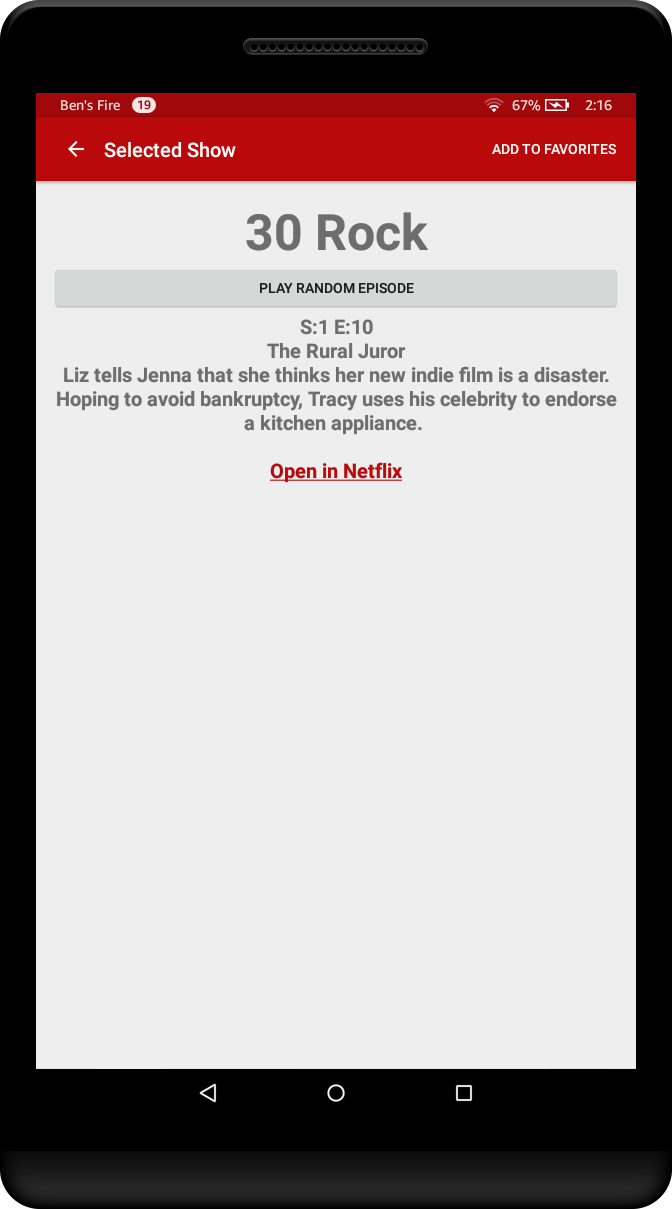 Ben's Fire 19 67% 2:16
Selected Show ADD TO FAVORITES
30 Rock
PLAY RANDOM EPISODE
S:1 E:10
The Rural Juror
Liz tells Jenna that she thinks her new indie film is a disaster.
Hoping to avoid bankruptcy, Tracy uses his celebrity to endorse
a kitchen appliance.
Open in Netflix